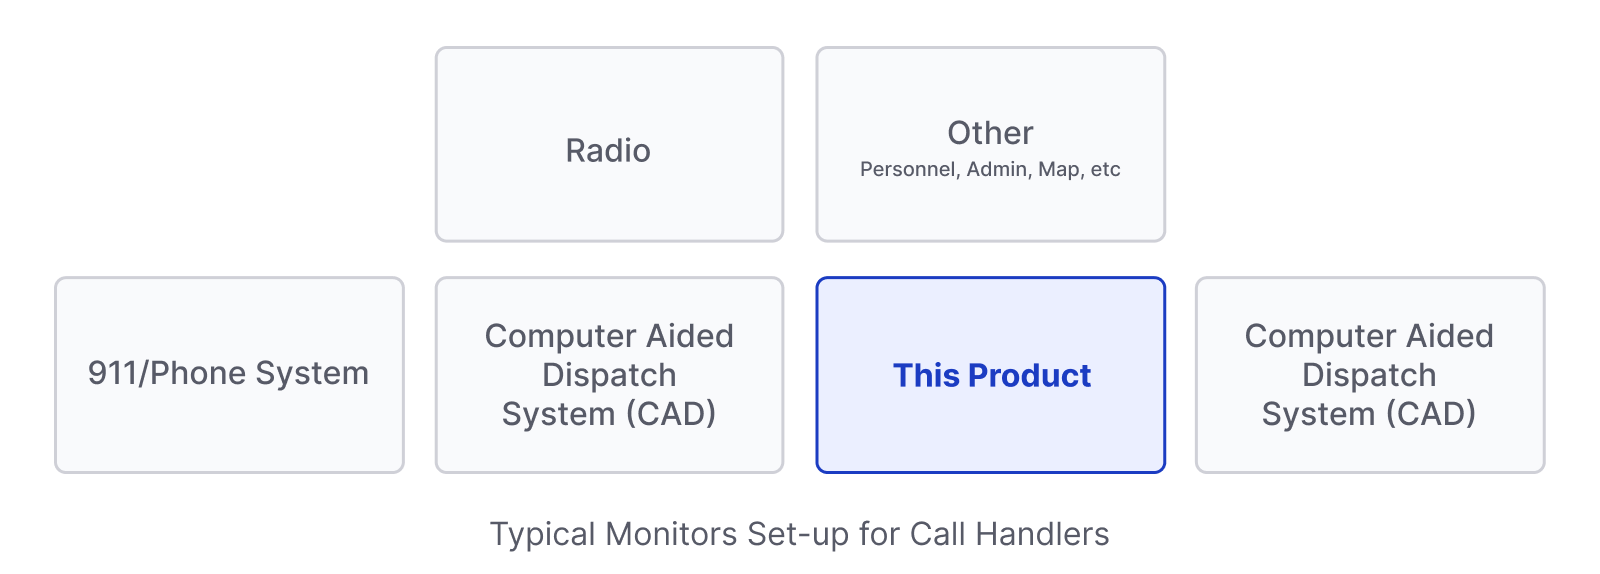 Radio
Other
Personnel, Admin, Map, etc
911/Phone System
Computer Aided
Dispatch
System (CAD)
This Product
Computer Aided
Dispatch
System (CAD)
Typical Monitors Set-up for Call Handlers